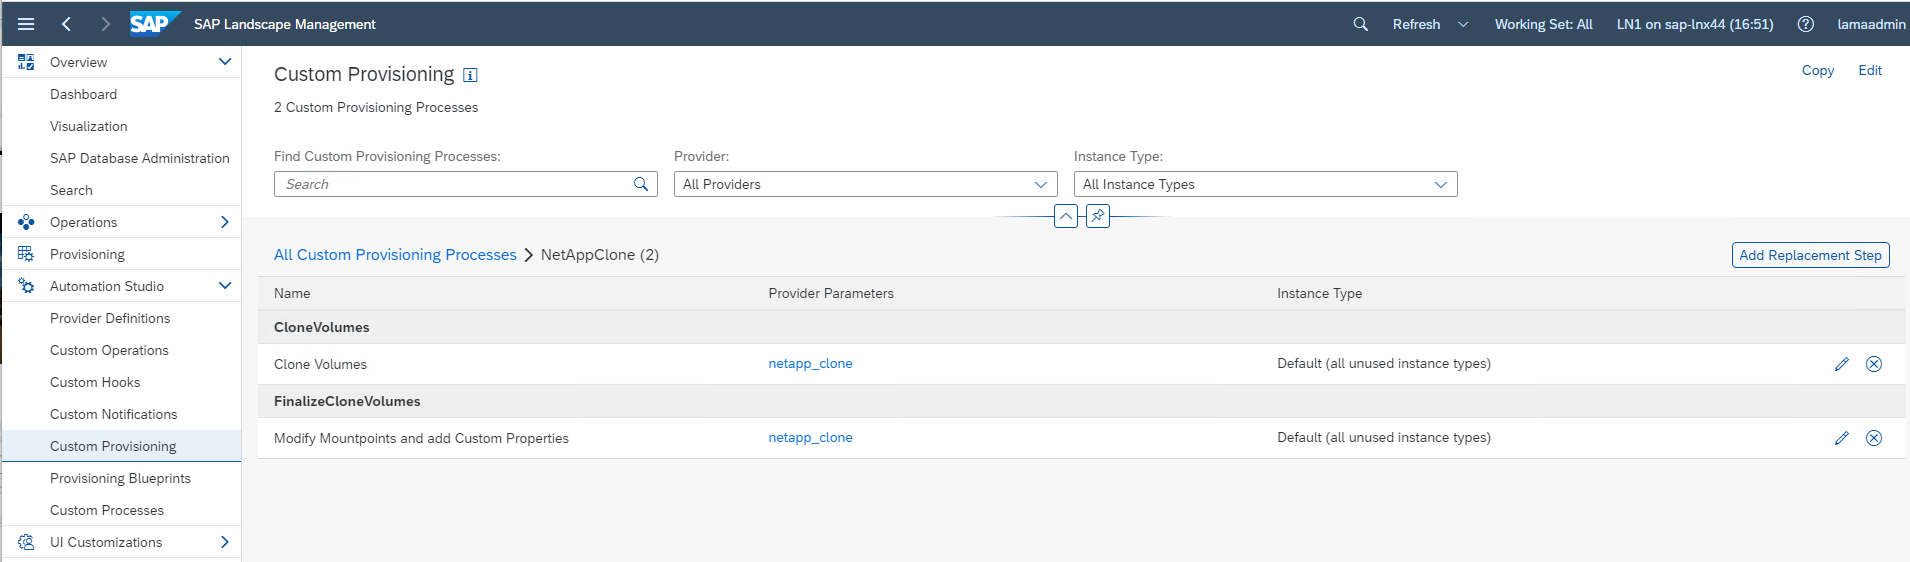 SAP SAP Landscape Management Refresh Working Set: All LN1 on sap-lnx44 (16:51) lamaadmin
Overview
Dashboard
Visualization
SAP Database Administration
Search
Operations
Provisioning
Automation Studio
Provider Definitions
Custom Operations
Custom Hooks
Custom Notifications
Custom Provisioning
Provisioning Blueprints
Custom Processes
UI Customizations
Custom Provisioning
Copy Edit
2 Custom Provisioning Processes
Find Custom Provisioning Processes: Provider: Instance Type:
Search All Providers All Instance Types
All Custom Provisioning Processes > NetAppClone (2) Add Replacement Step
Name Provider Parameters Instance Type
CloneVolumes
Clone Volumes netapp_clone Default (all unused instance types)
FinalizeCloneVolumes
Modify Mountpoints and add Custom Properties netapp_clone Default (all unused instance types)